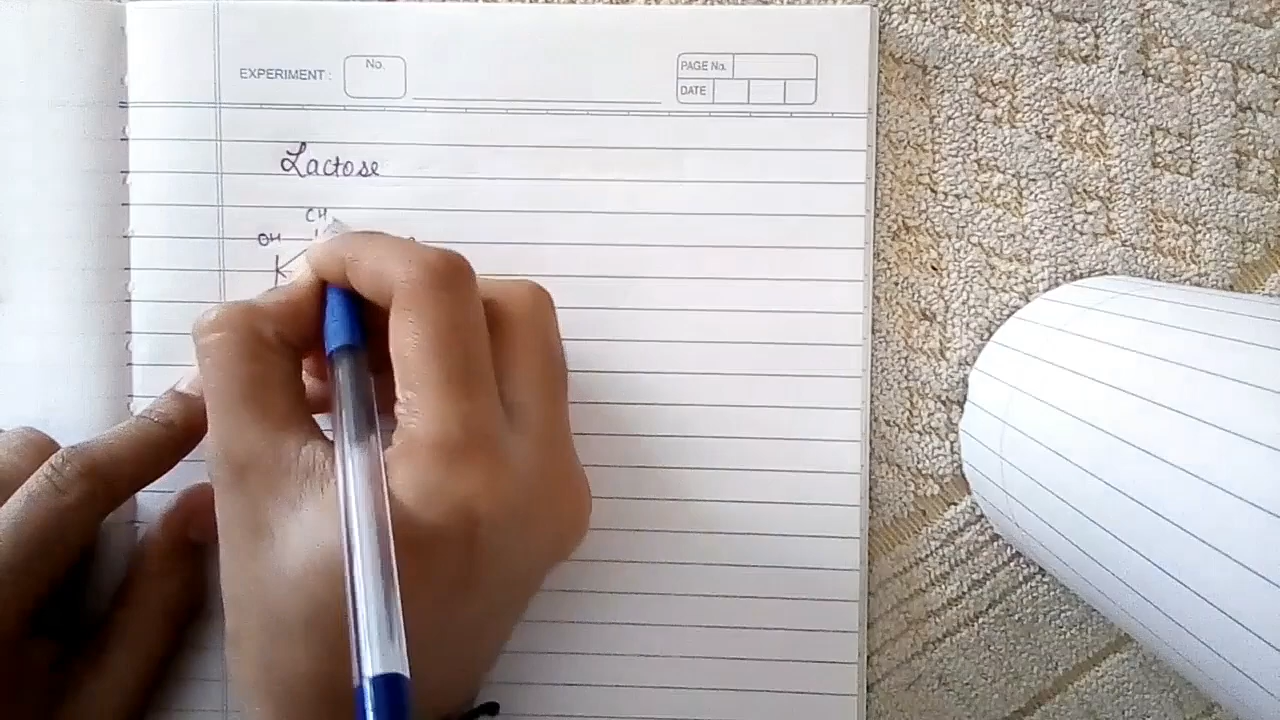 EXPERIMENT : No.
PAGE No.
DATE
Lactose
CH
OH